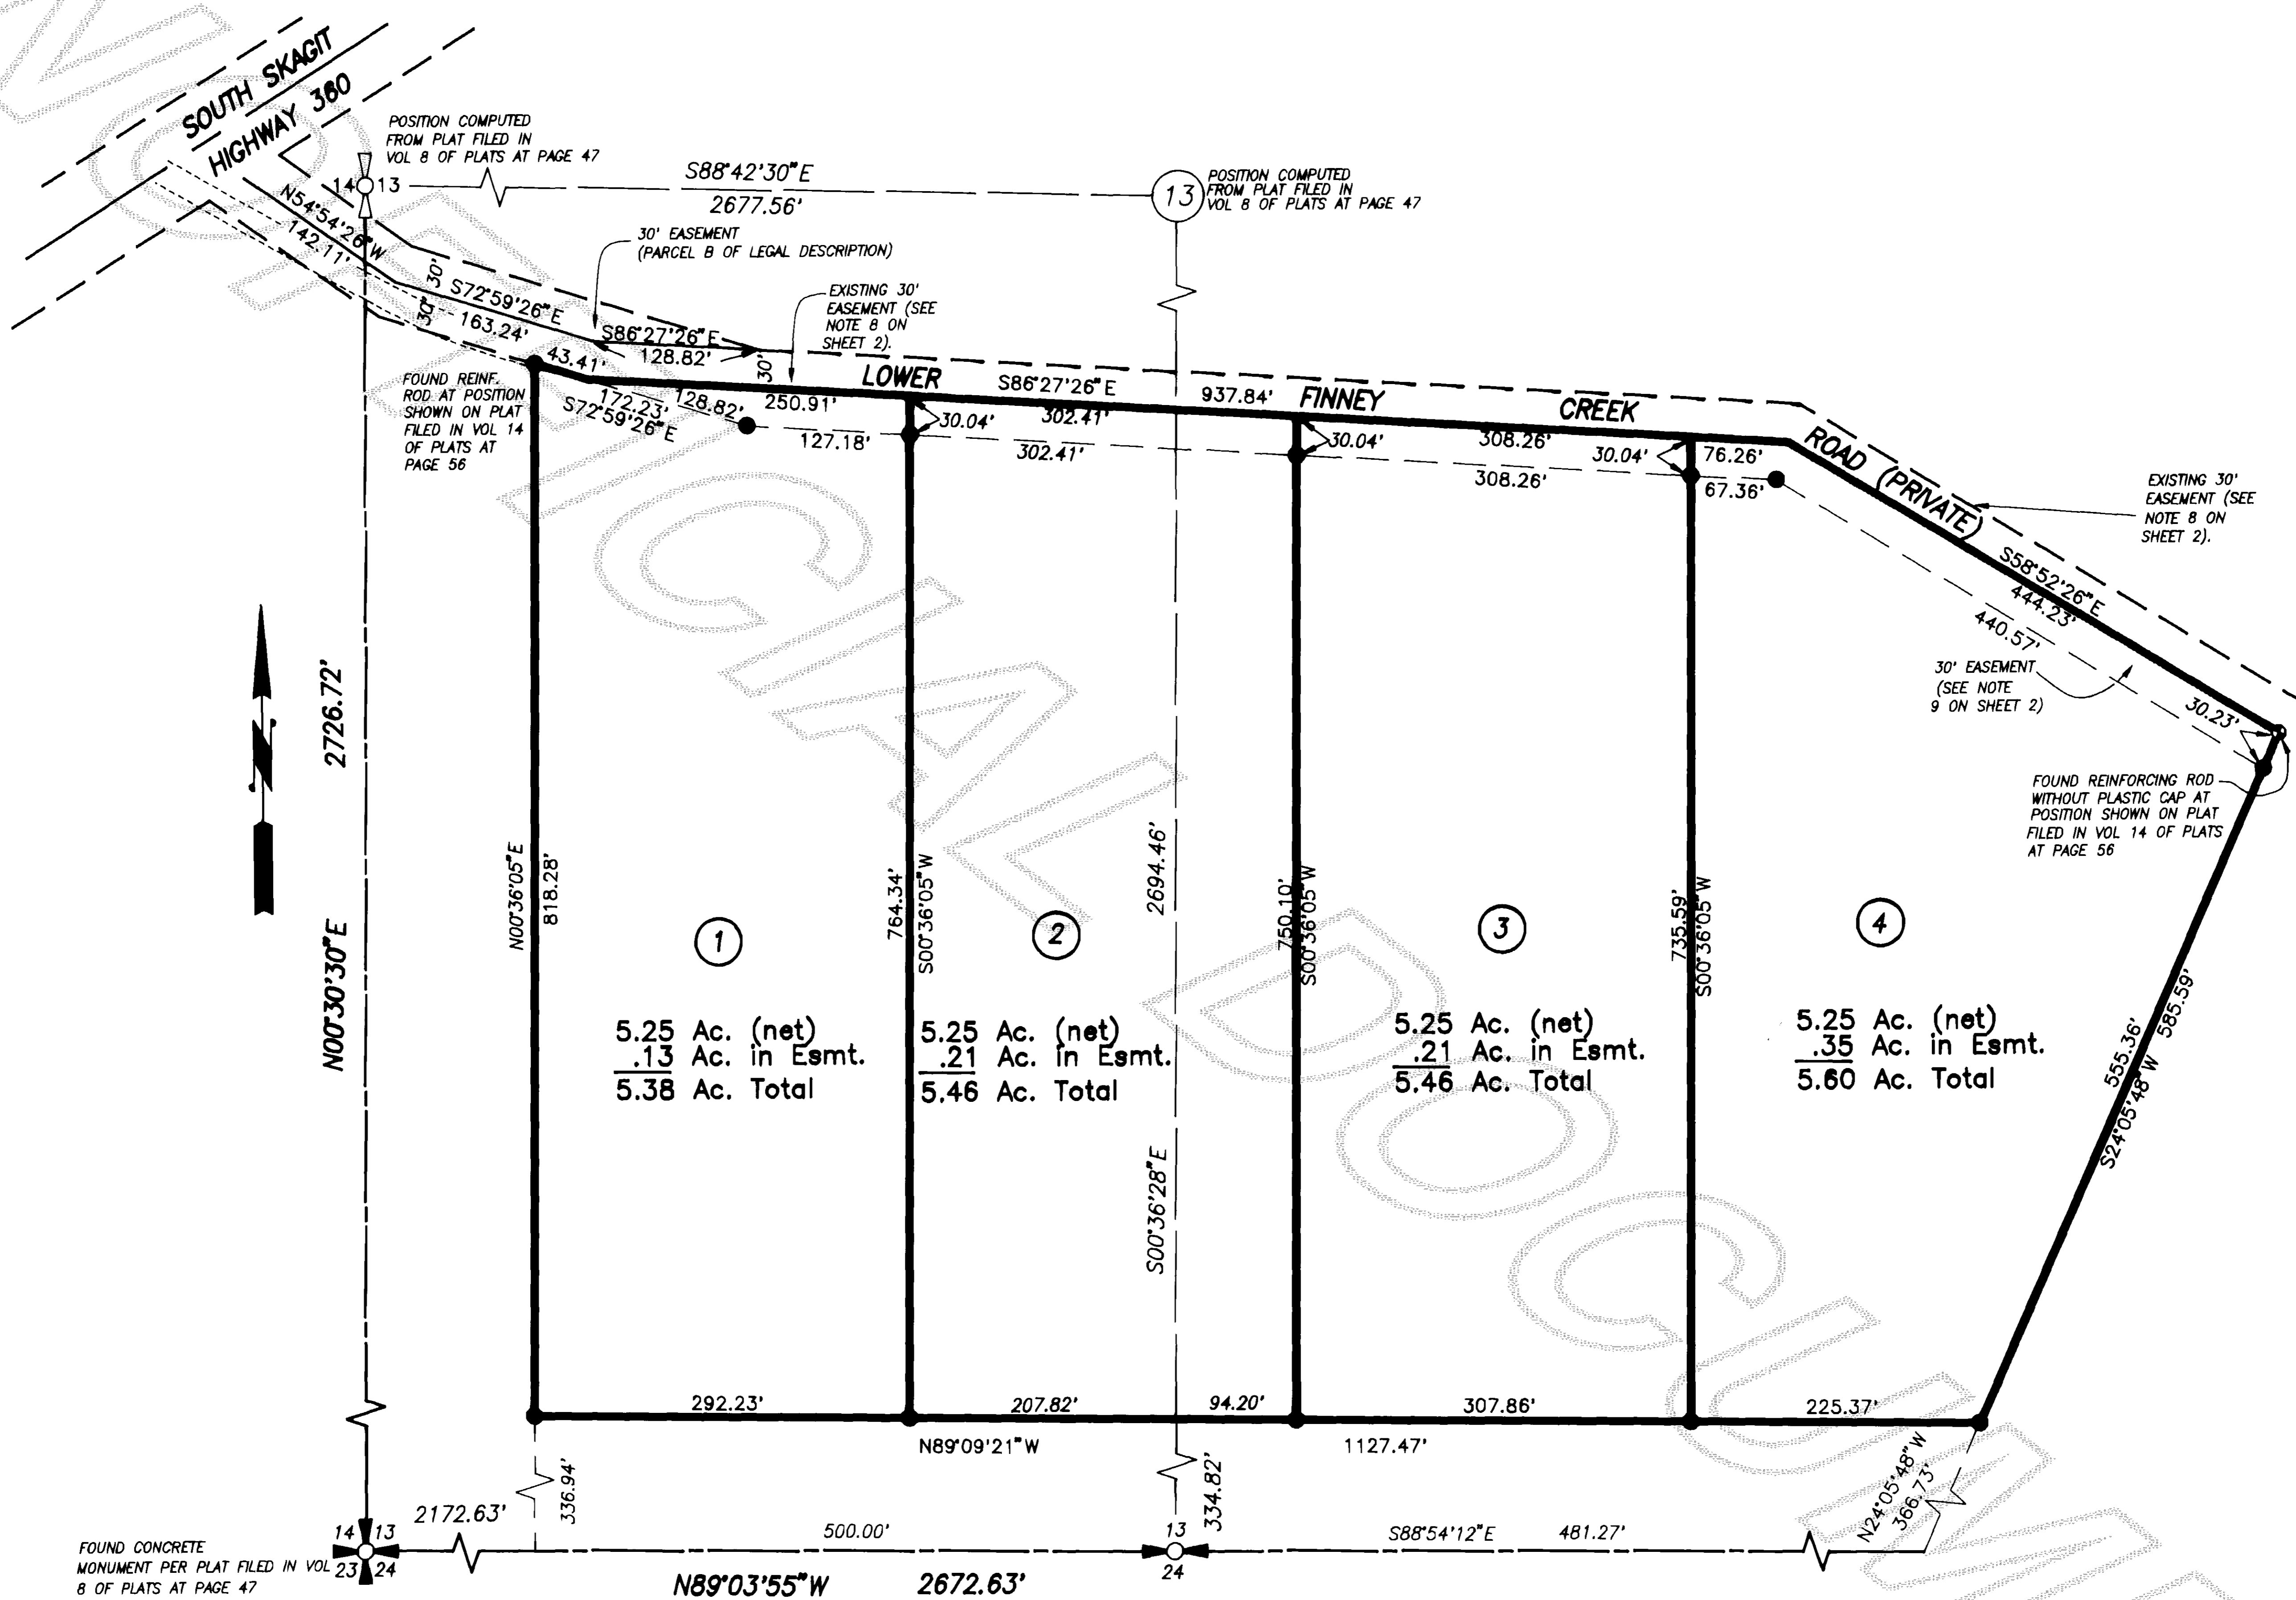 SOUTH SKAGIT
HIGHWAY 360
POSITION COMPUTED
FROM PLAT FILED IN
VOL 8 OF PLATS AT PAGE 47
14 13
S88°42'30"E
2677.56'
13
POSITION COMPUTED
FROM PLAT FILED IN
VOL 8 OF PLATS AT PAGE 47
N54°54'26"W
142.11'
30' EASEMENT
(PARCEL B OF LEGAL DESCRIPTION)
30'
30'
S72°59'26"E
163.24'
EXISTING 30'
EASEMENT (SEE
NOTE 8 ON
SHEET 2).
S86°27'26"E
128.82'
30'
43.41'
FOUND REINF.
ROD AT POSITION
SHOWN ON PLAT
FILED IN VOL 14
OF PLATS AT
PAGE 56
172.23'
S72°59'26"E
128.82'
250.91'
127.18'
LOWER FINNEY CREEK
ROAD (PRIVATE)
S86°27'26"E
937.84'
30.04'
302.41'
302.41'
30.04'
308.26'
308.26'
30.04'
76.26'
67.36'
EXISTING 30'
EASEMENT (SEE
NOTE 8 ON
SHEET 2).
S58°52'26"E
444.23'
440.57'
30' EASEMENT
(SEE NOTE
9 ON SHEET 2)
30.23'
FOUND REINFORCING ROD
WITHOUT PLASTIC CAP AT
POSITION SHOWN ON PLAT
FILED IN VOL 14 OF PLATS
AT PAGE 56
N
2726.72'
N00°30'30"E
N00°36'05"E
818.28'
764.34'
S00°36'05"W
2694.46'
S00°36'28"E
750.10'
S00°36'05"W
735.59'
S00°36'05"W
555.36'
585.59'
S24°05'48"W
1
5.25 Ac. (net)
.13 Ac. in Esmt.
5.38 Ac. Total
2
5.25 Ac. (net)
.21 Ac. in Esmt.
5.46 Ac. Total
3
5.25 Ac. (net)
.21 Ac. in Esmt.
5.46 Ac. Total
4
5.25 Ac. (net)
.35 Ac. in Esmt.
5.60 Ac. Total
292.23'
207.82'
94.20'
307.86'
225.37'
N89°09'21"W
1127.47'
336.94'
334.82'
N24°05'48"W
366.73'
2172.63'
500.00'
S88°54'12"E
481.27'
14 13
23 24
13
24
FOUND CONCRETE
MONUMENT PER PLAT FILED IN VOL
8 OF PLATS AT PAGE 47
N89°03'55"W
2672.63'